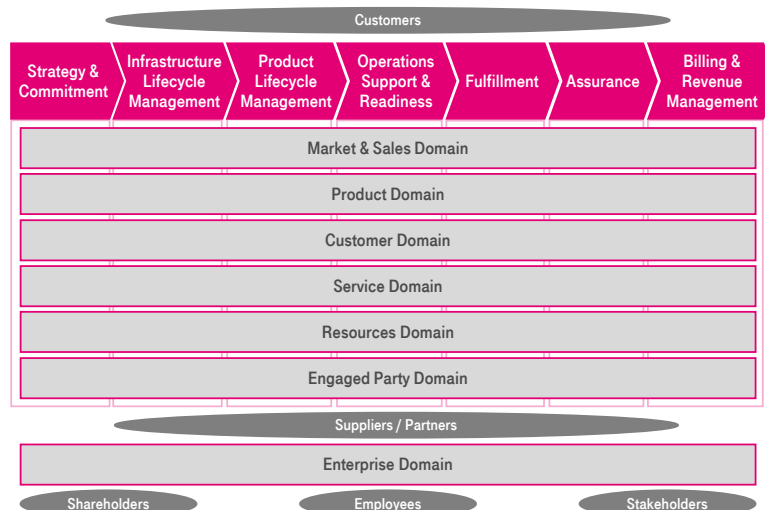 Customers
Strategy &
Commitment
Infrastructure
Lifecycle
Management
Product
Lifecycle
Management
Operations
Support &
Readiness
Fulfillment
Assurance
Billing &
Revenue
Management
Market & Sales Domain
Product Domain
Customer Domain
Service Domain
Resources Domain
Engaged Party Domain
Suppliers / Partners
Enterprise Domain
Shareholders
Employees
Stakeholders